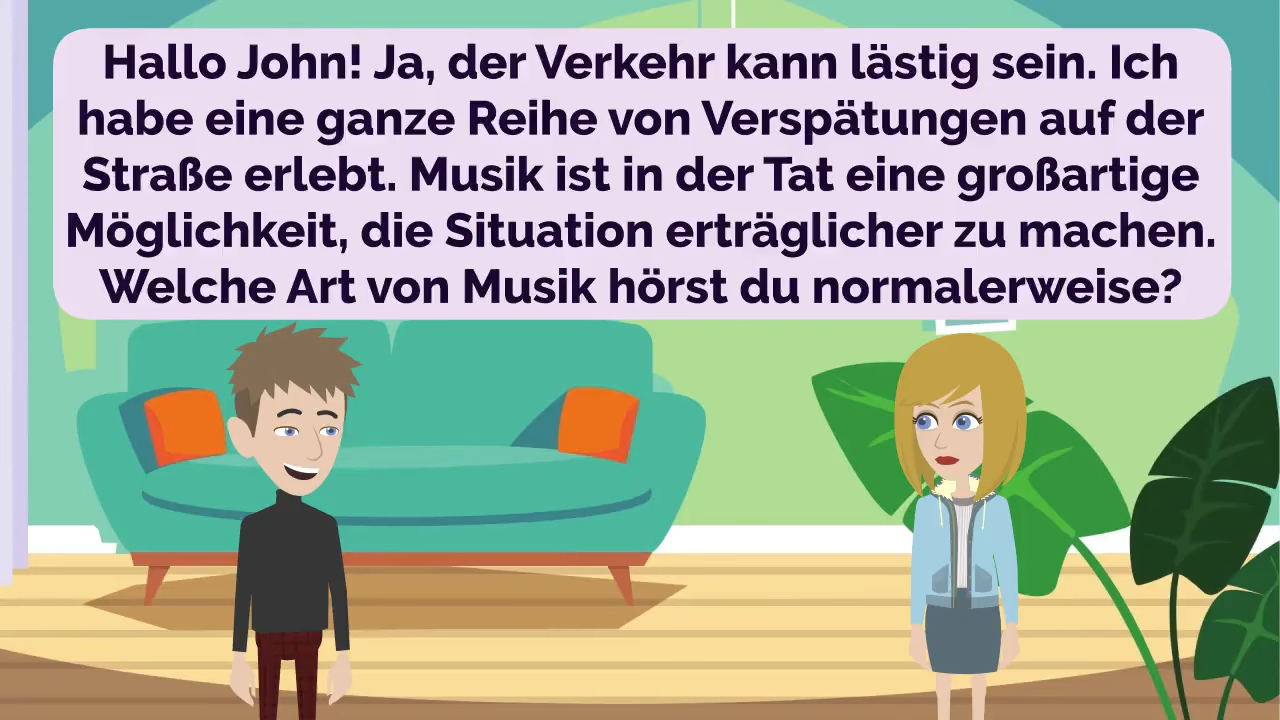 Hallo John! Ja, der Verkehr kann lästig sein. Ich
habe eine ganze Reihe von Verspätungen auf der
Straße erlebt. Musik ist in der Tat eine großartige
Möglichkeit, die Situation erträglicher zu machen.
Welche Art von Musik hörst du normalerweise?